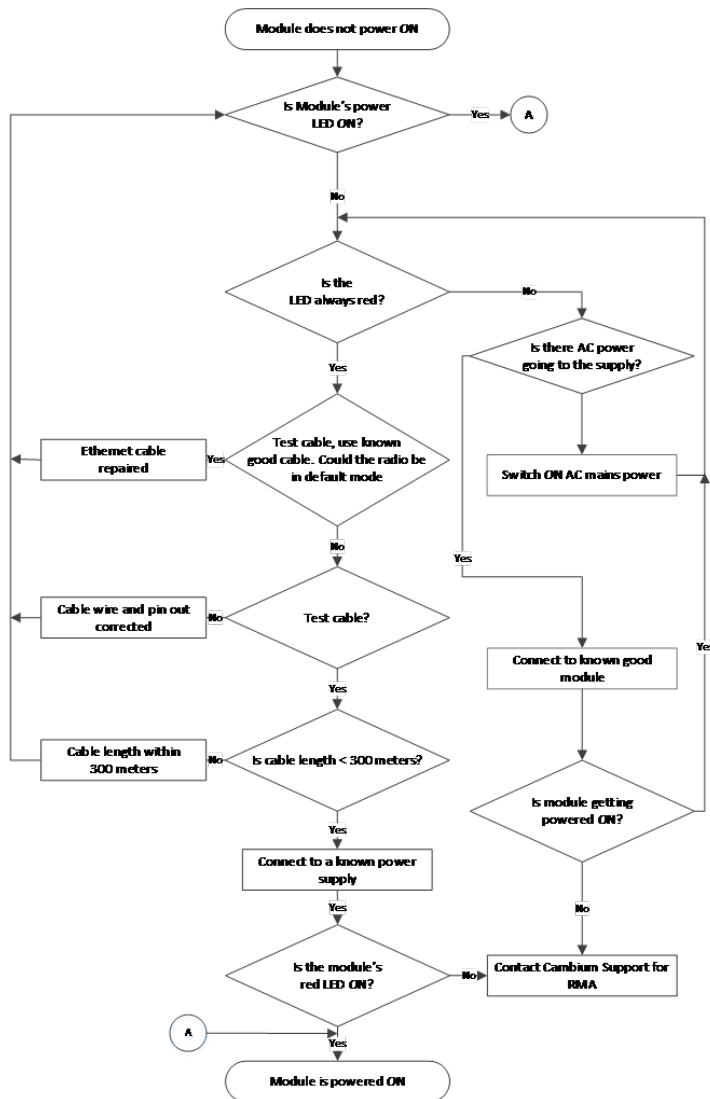 Module does not power ON
Is Module's power
LED ON?
Yes
A
No
Is the
LED always red?
No
Is there AC power
going to the supply?
Yes
Test cable, use known
good cable. Could the radio be
in default mode
Yes
Ethernet cable
repaired
Switch ON AC mains power
No
Yes
Test cable?
No
Cable wire and pin out
corrected
Yes
Connect to known good
module
Yes
Is cable length < 300 meters?
No
Cable length within
300 meters
Is module getting
powered ON?
Yes
Connect to a known power
supply
Yes
No
Is the module's
red LED ON?
No
Contact Cambium Support for
RMA
A
Yes
Module is powered ON